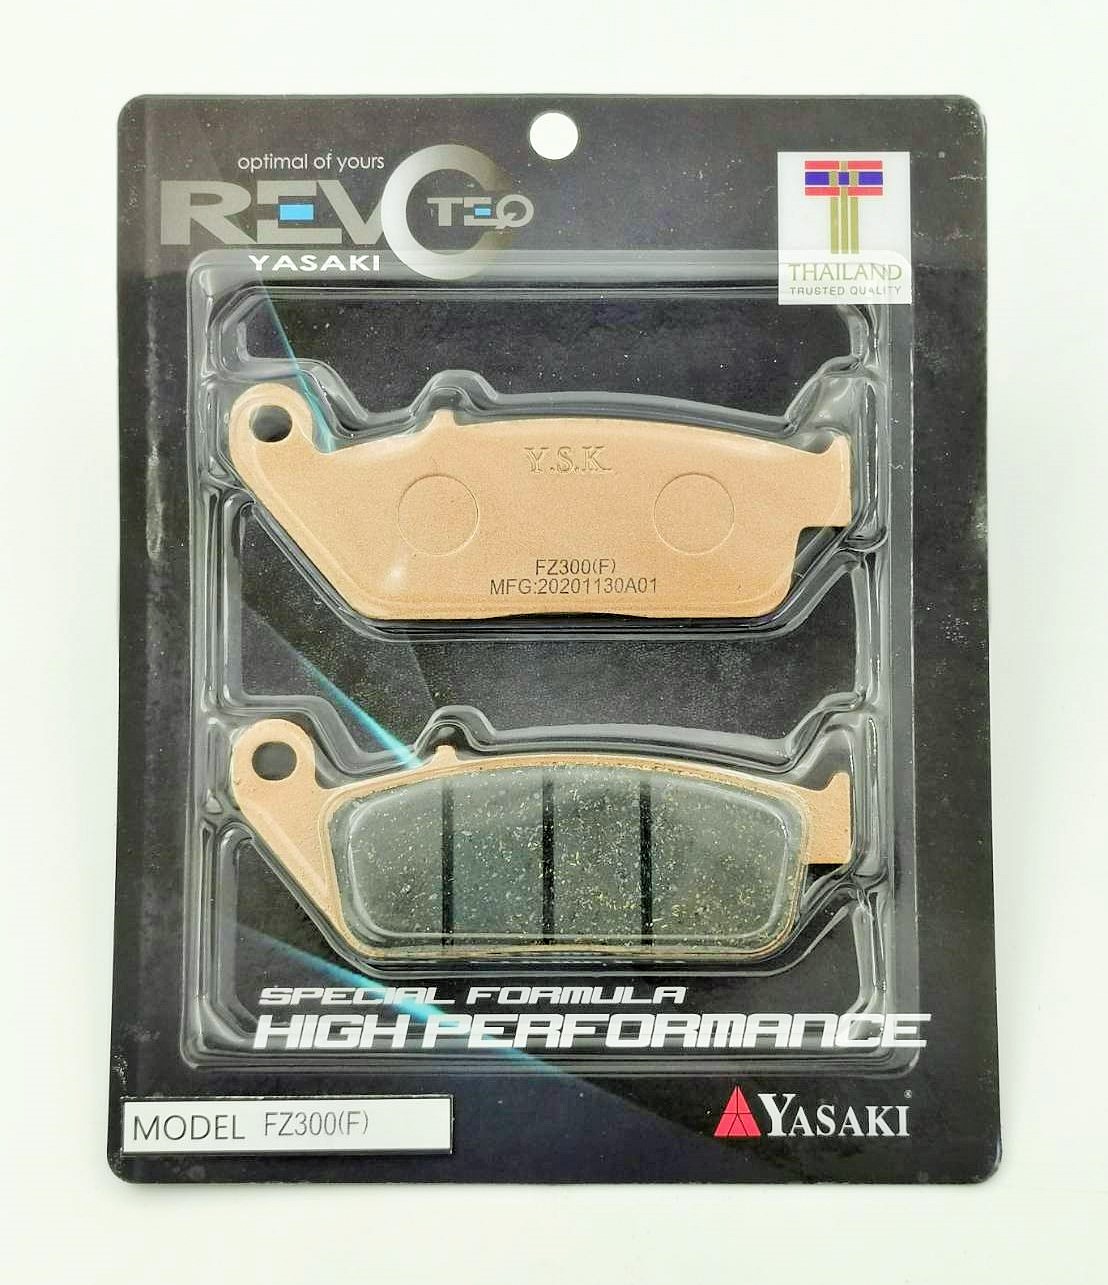 optimal of yours
REVO TEQ
YASAKI
THAILAND
TRUSTED QUALITY
Y.S.K.
FZ300(F)
MFG:20201130A01
SPECIAL FORMULA
HIGH PERFORMANCE
MODEL FZ300(F)
YASAKI®